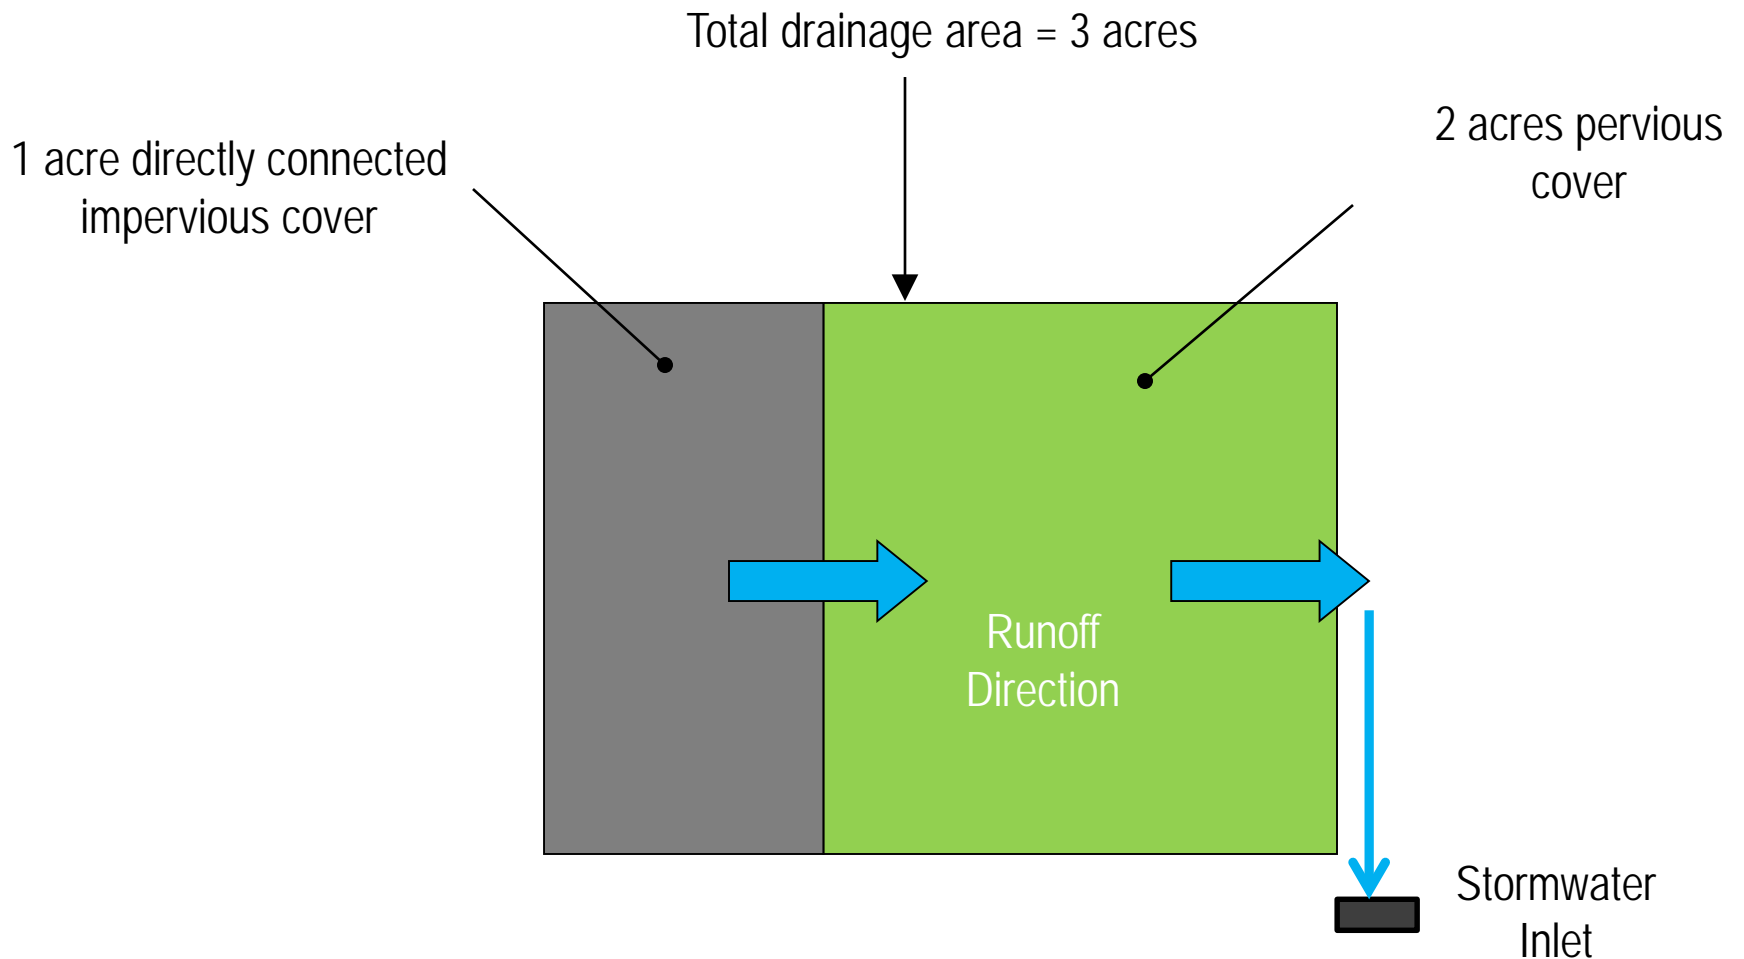 Total drainage area = 3 acres
1 acre directly connected
impervious cover
2 acres pervious
cover
Runoff
Direction
Stormwater
Inlet